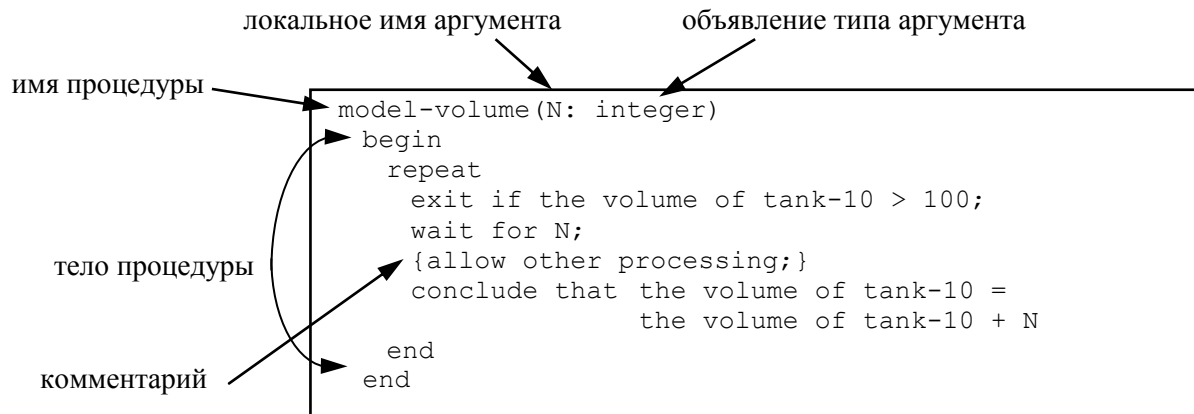 локальное имя аргумента
объявление типа аргумента
имя процедуры
model-volume(N: integer)
begin
repeat
exit if the volume of tank-10 > 100;
wait for N;
тело процедуры
{allow other processing;}
conclude that the volume of tank-10 =
the volume of tank-10 + N
end
комментарий
end